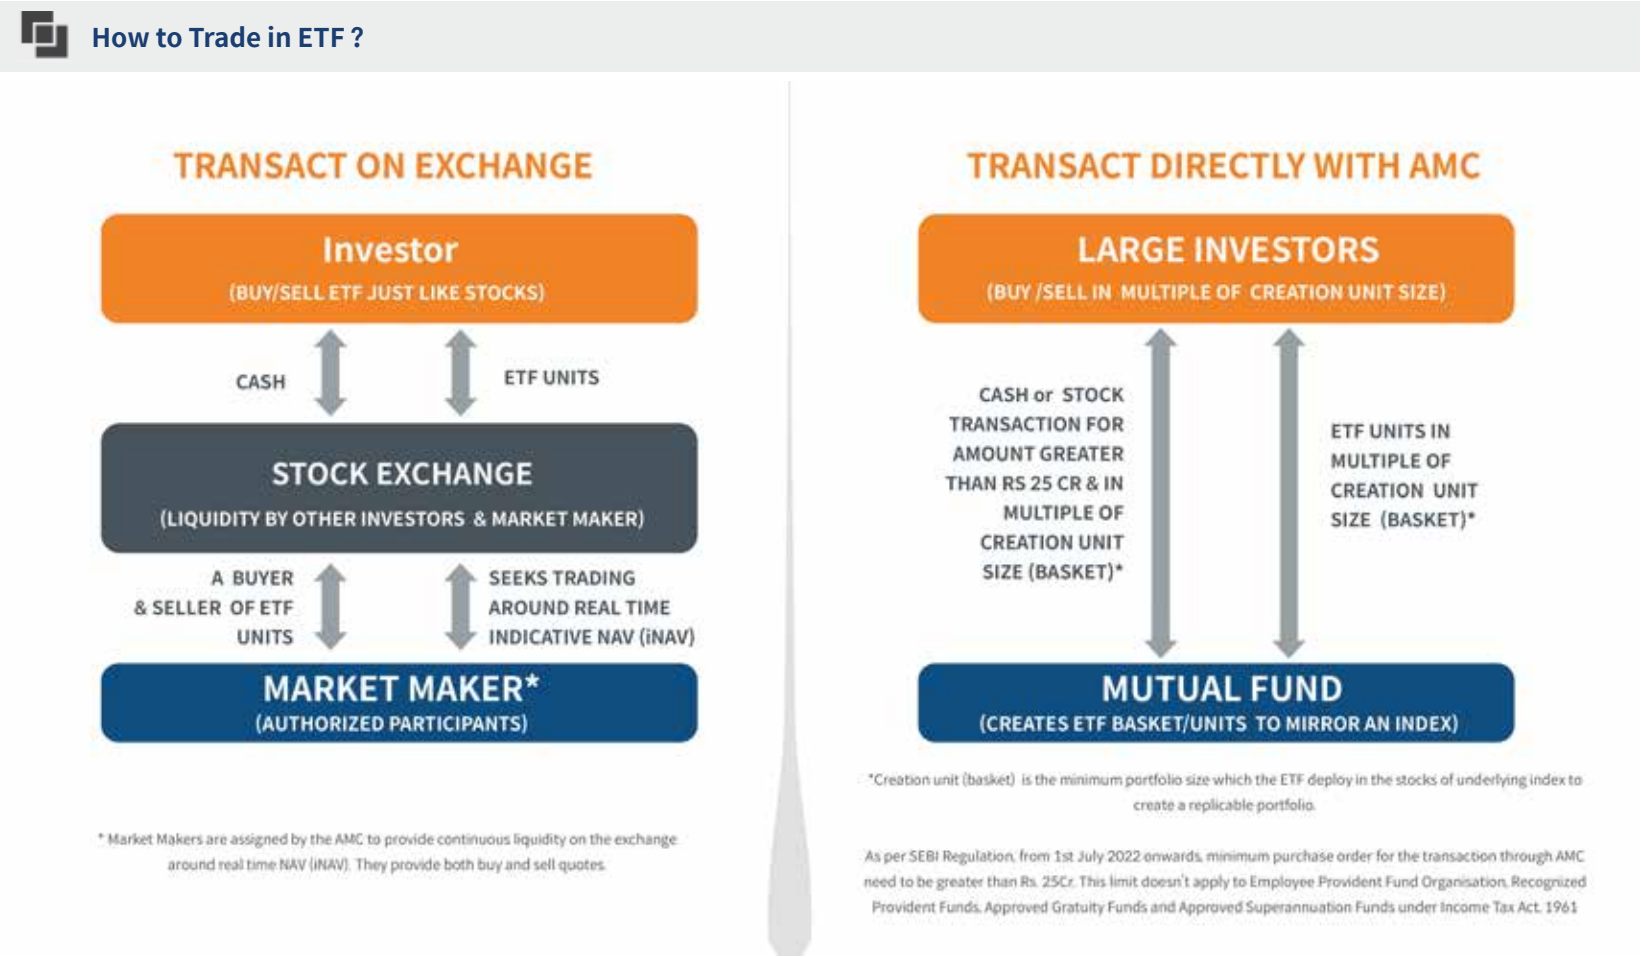 How to Trade in ETF ?
TRANSACT ON EXCHANGE
Investor
(BUY/SELL ETF JUST LIKE STOCKS)
CASH
ETF UNITS
STOCK EXCHANGE
(LIQUIDITY BY OTHER INVESTORS & MARKET MAKER)
A BUYER
& SELLER OF ETF
UNITS
SEEKS TRADING
AROUND REAL TIME
INDICATIVE NAV (iNAV)
MARKET MAKER*
(AUTHORIZED PARTICIPANTS)
* Market Makers are assigned by the AMC to provide continuous liquidity on the exchange
around real time NAV (iNAV). They provide both buy and sell quotes.
TRANSACT DIRECTLY WITH AMC
LARGE INVESTORS
(BUY /SELL IN MULTIPLE OF CREATION UNIT SIZE)
CASH or STOCK
TRANSACTION FOR
AMOUNT GREATER
THAN RS 25 CR & IN
MULTIPLE OF
CREATION UNIT
SIZE (BASKET)*
ETF UNITS IN
MULTIPLE OF
CREATION UNIT
SIZE (BASKET)*
MUTUAL FUND
(CREATES ETF BASKET/UNITS TO MIRROR AN INDEX)
*Creation unit (basket) is the minimum portfolio size which the ETF deploy in the stocks of underlying index to
create a replicable portfolio.
As per SEBI Regulation, from 1st July 2022 onwards, minimum purchase order for the transaction through AMC
need to be greater than Rs. 25Cr. This limit doesn't apply to Employee Provident Fund Organisation, Recognized
Provident Funds, Approved Gratuity Funds and Approved Superannuation Funds under Income Tax Act, 1961